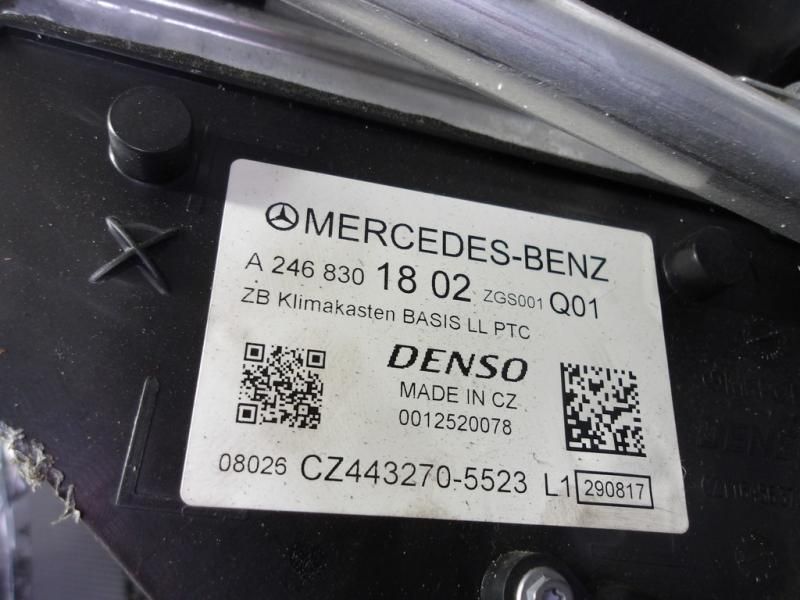 MERCEDES-BENZ
A 246 830 18 02 ZGS001 Q01
ZB Klimakasten BASIS LL PTC
DENSO
MADE IN CZ
0012520078
08026 CZ443270-5523 L1 290817